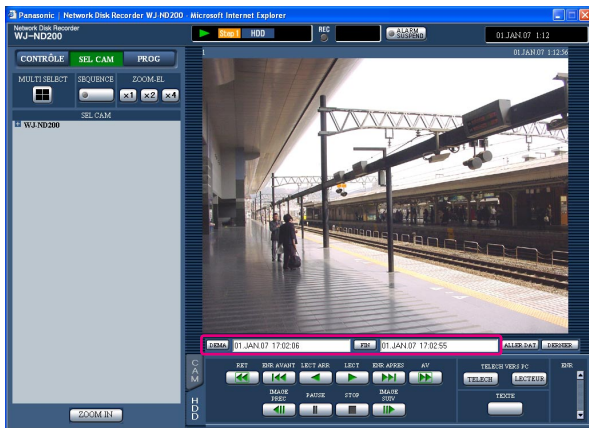 Panasonic | Network Disk Recorder WJ-ND200 - Microsoft Internet Explorer
Network Disk Recorder
WJ-ND200
Stop 1 HDD
REC
ALARM SUSPEND
01.JAN.07 1:12
CONTRÔLE SEL CAM PROG
1 01.JAN.07 1:12:56
MULTI SELECT SEQUENCE ZOOM-EL
x1 x2 x4
SEL CAM
WJ-ND200
DEMA 01.JAN.07 17:02:06 FIN 01.JAN.07 17:02:55 ALLER DAT DERNIER
CAM
HDD
RET ENR AVANT LECT ARR. LECT ENR APRES AV
TELECH VERS PC
ENR
TELECH LECTEUR
IMAGE PREC PAUSE STOP IMAGE SUIV
TEXTE
ZOOM IN